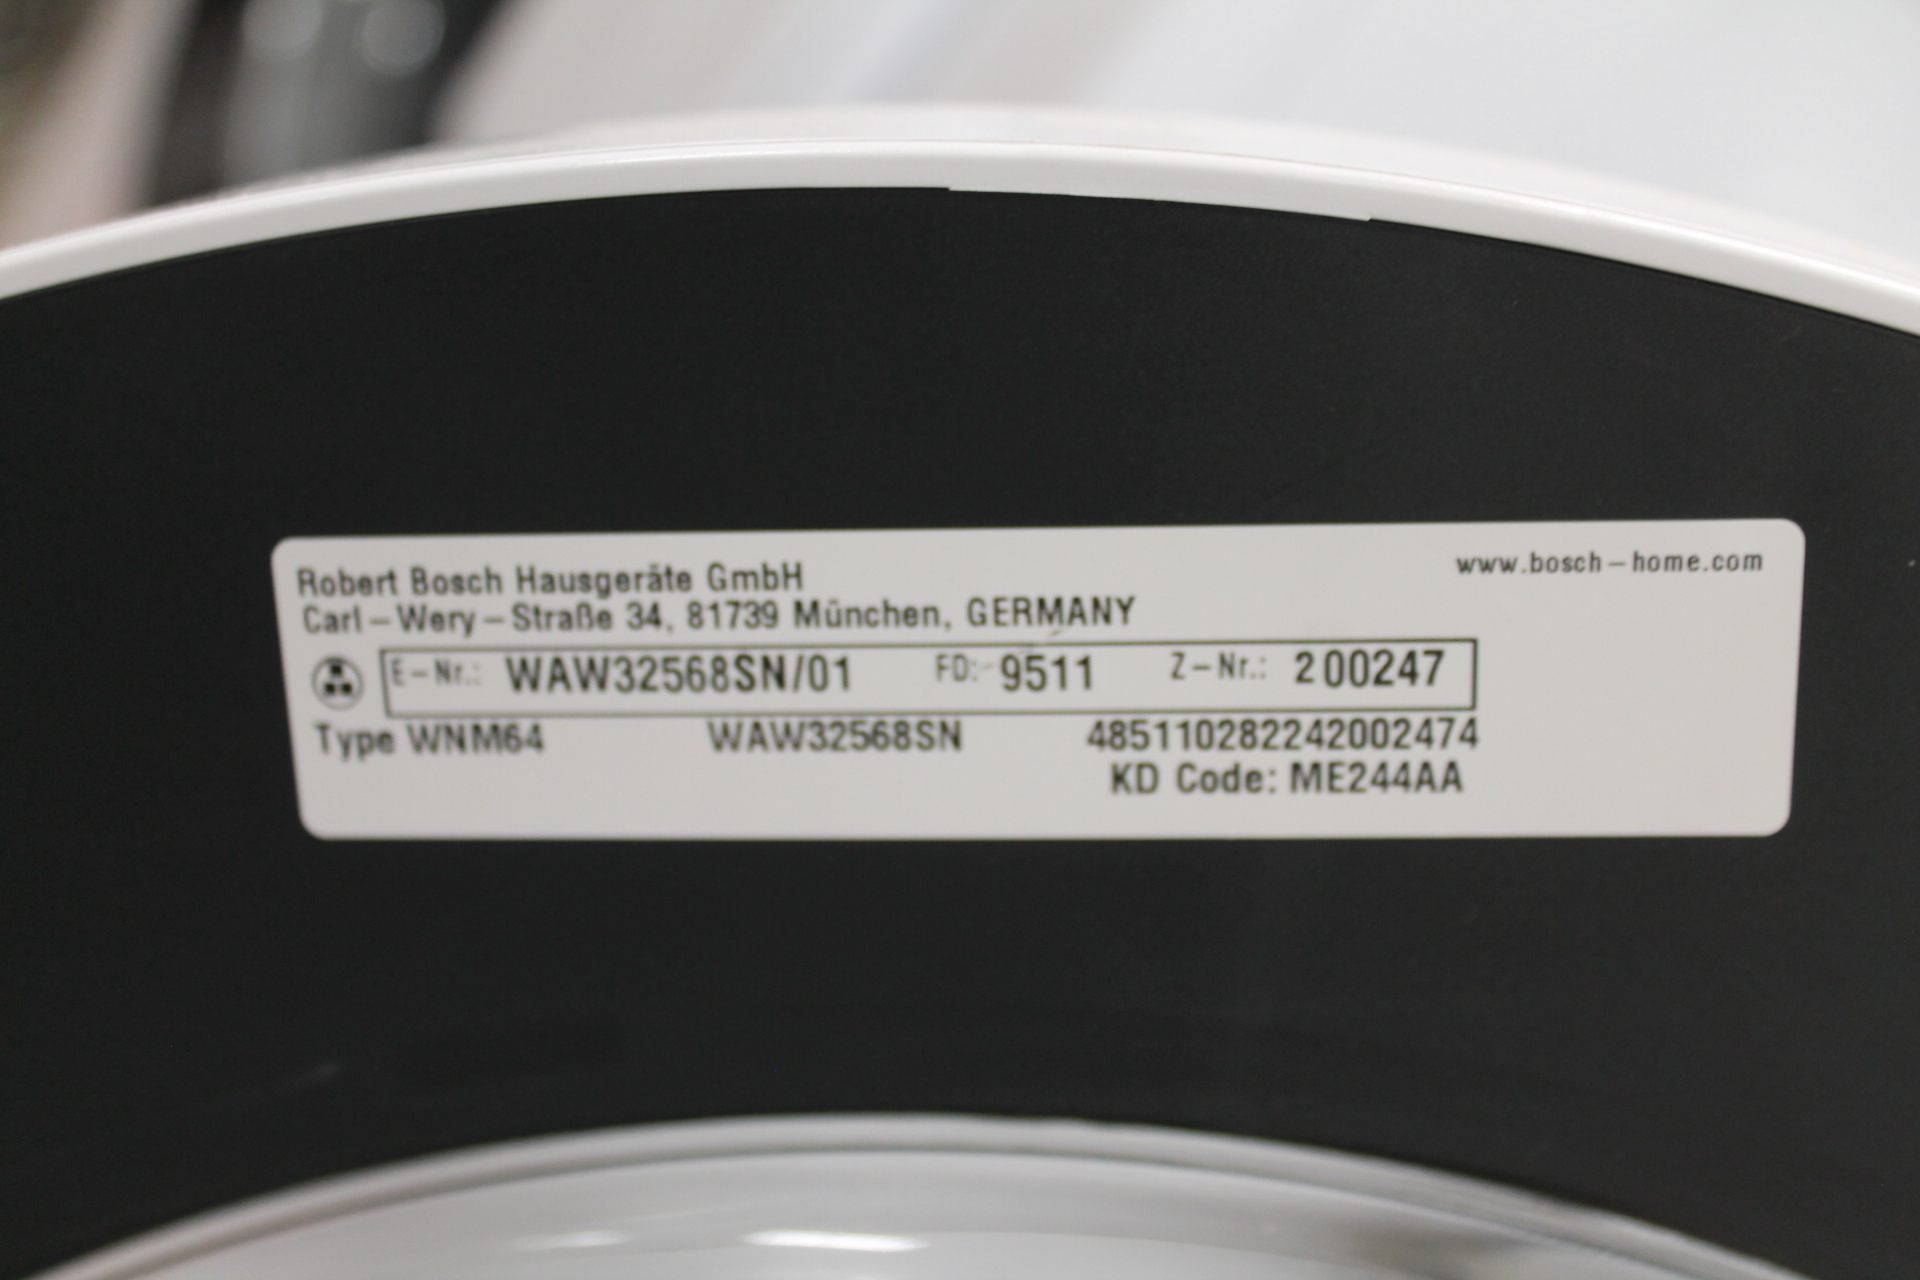 Robert Bosch Hausgeräte GmbH
www.bosch-home.com
Carl-Wery-Straße 34, 81739 München, GERMANY
E-Nr.: WAW32568SN/01 FD: 9511 Z-Nr.: 200247
Type WNM64 WAW32568SN 485110282242002474
KD Code: ME244AA